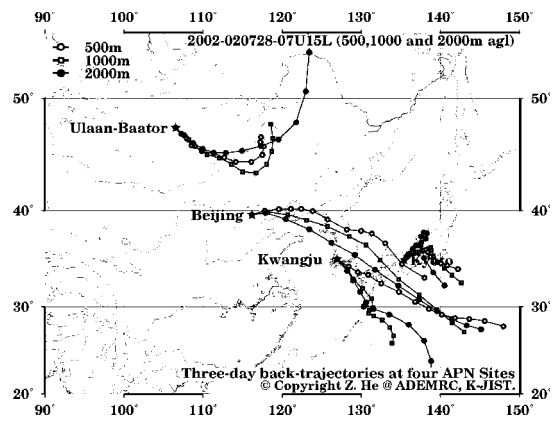 90° 100° 110° 120° 130° 140° 150°
2002-020728-07U15L (500,1000 and 2000m agl)
500m
1000m
2000m
50° 50°
Ulaan-Baator
40° 40°
Beijing
Kwangju
Kyoto
30° 30°
Three-day back-trajectories at four APN Sites
© Copyright Z. He @ ADEMRC, K-JIST.
20° 20°
90° 100° 110° 120° 130° 140° 150°